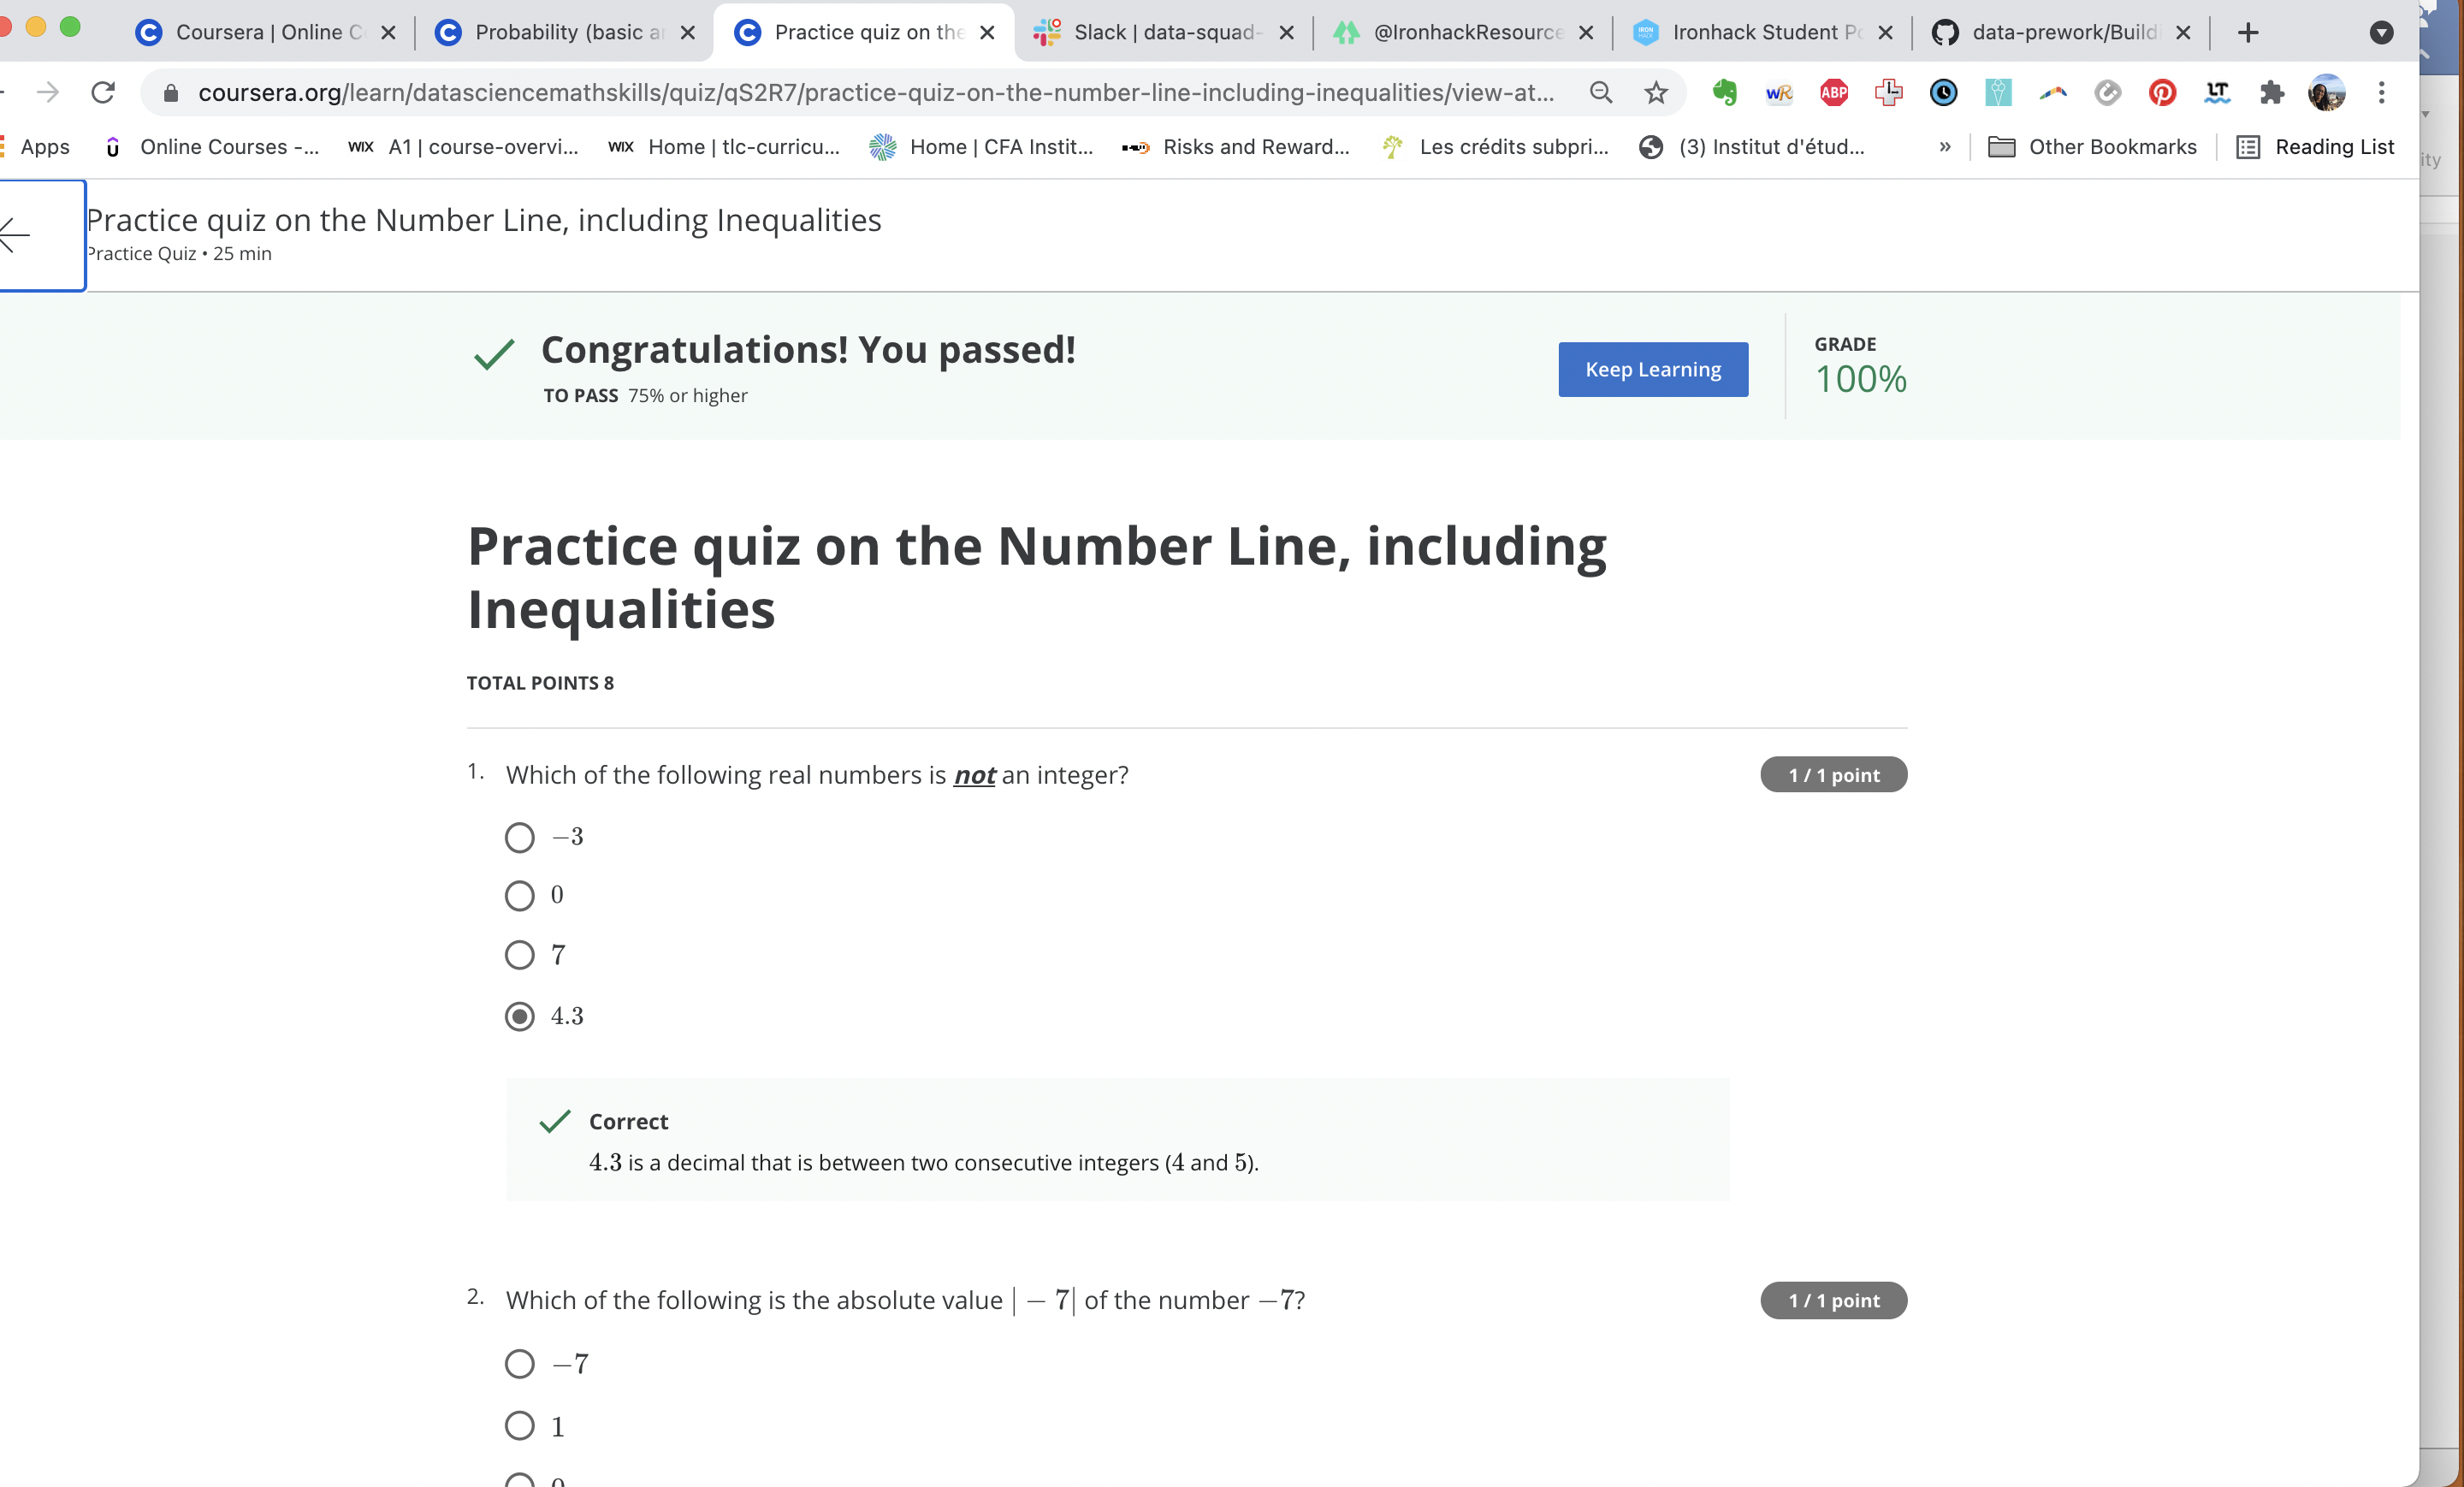 Coursera | Online C
Probability (basic a
Practice quiz on the
Slack | data-squad-
@IronhackResource
Ironhack Student Po
data-prework/Build
coursera.org/learn/datasciencemathskills/quiz/qS2R7/practice-quiz-on-the-number-line-including-inequalities/view-at...
Apps
Online Courses -...
WIX A1 | course-overvi...
WIX Home | tlc-curricu...
Home | CFA Instit...
Risks and Reward...
Les crédits subpri...
(3) Institut d'étud...
»
Other Bookmarks
Reading List
ity
Practice quiz on the Number Line, including Inequalities
Practice Quiz • 25 min
Congratulations! You passed!
TO PASS 75% or higher
Keep Learning
GRADE
100%
Practice quiz on the Number Line, including
Inequalities
TOTAL POINTS 8
1. Which of the following real numbers is not an integer?
1 / 1 point
−3
0
7
4.3
Correct
4.3 is a decimal that is between two consecutive integers (4 and 5).
2. Which of the following is the absolute value | − 7| of the number −7?
1 / 1 point
−7
1